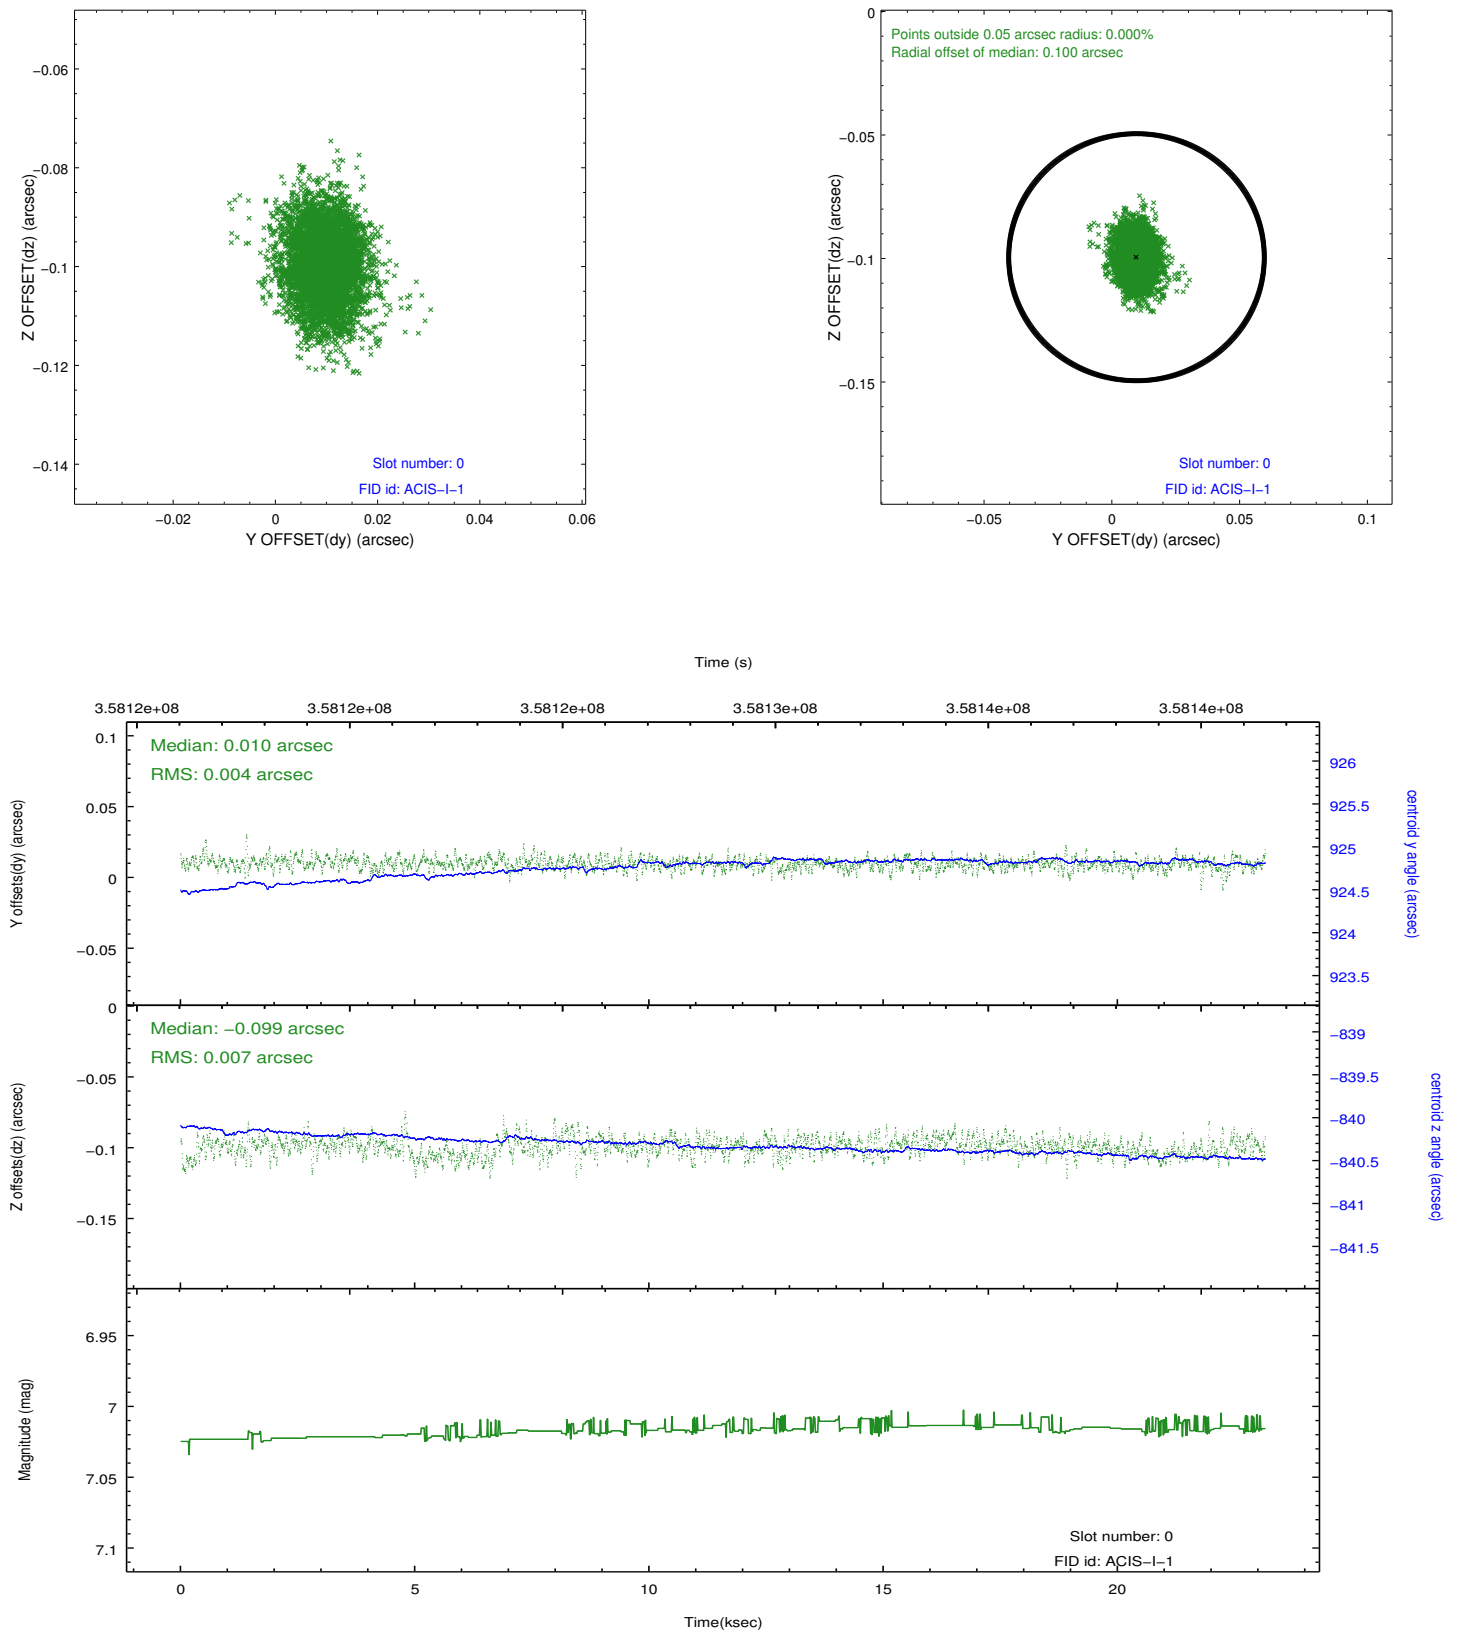 −0.06
−0.08
−0.1
−0.12
−0.14
Z OFFSET(dz) (arcsec)
−0.02
0
0.02
0.04
0.06
Y OFFSET(dy) (arcsec)
Slot number: 0
FID id: ACIS−I−1
Points outside 0.05 arcsec radius: 0.000%
Radial offset of median: 0.100 arcsec
0
−0.05
−0.1
−0.15
Z OFFSET(dz) (arcsec)
−0.05
0
0.05
0.1
Y OFFSET(dy) (arcsec)
Slot number: 0
FID id: ACIS−I−1
Time (s)
3.5812e+08
3.5812e+08
3.5812e+08
3.5813e+08
3.5814e+08
3.5814e+08
Median: 0.010 arcsec
RMS: 0.004 arcsec
0.1
0.05
0
−0.05
Y offsets(dy) (arcsec)
926
925.5
925
924.5
924
923.5
centroid y angle (arcsec)
Median: −0.099 arcsec
RMS: 0.007 arcsec
0
−0.05
−0.1
−0.15
Z offsets(dz) (arcsec)
−839
−839.5
−840
−840.5
−841
−841.5
centroid z angle (arcsec)
6.95
7
7.05
7.1
Magnitude (mag)
Slot number: 0
FID id: ACIS−I−1
0
5
10
15
20
Time(ksec)